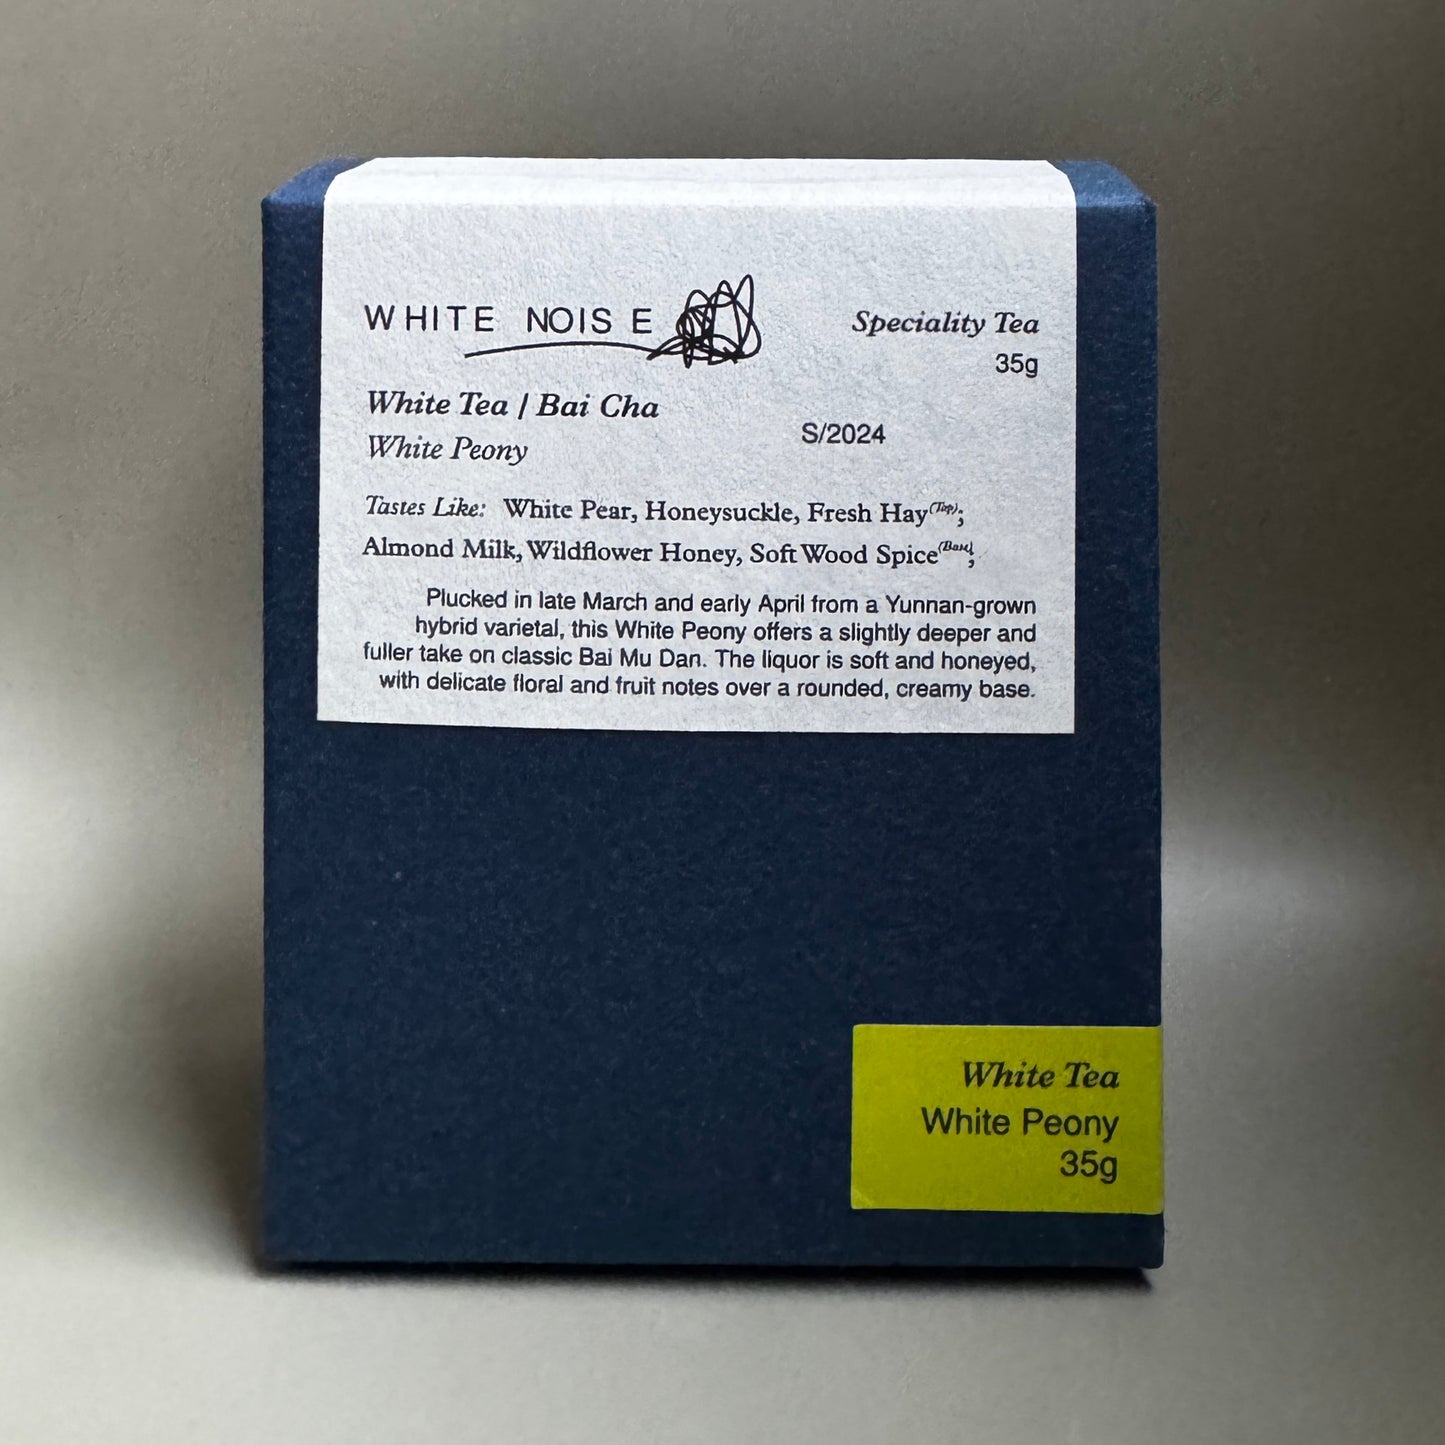 WHITE NOISE
Speciality Tea
35g
White Tea / Bai Cha
White Peony
S/2024
Tastes Like: White Pear, Honeysuckle, Fresh Hay(Top);
Almond Milk, Wildflower Honey, Soft Wood Spice(Base);
Plucked in late March and early April from a Yunnan-grown
hybrid varietal, this White Peony offers a slightly deeper and
fuller take on classic Bai Mu Dan. The liquor is soft and honeyed,
with delicate floral and fruit notes over a rounded, creamy base.
White Tea
White Peony
35g